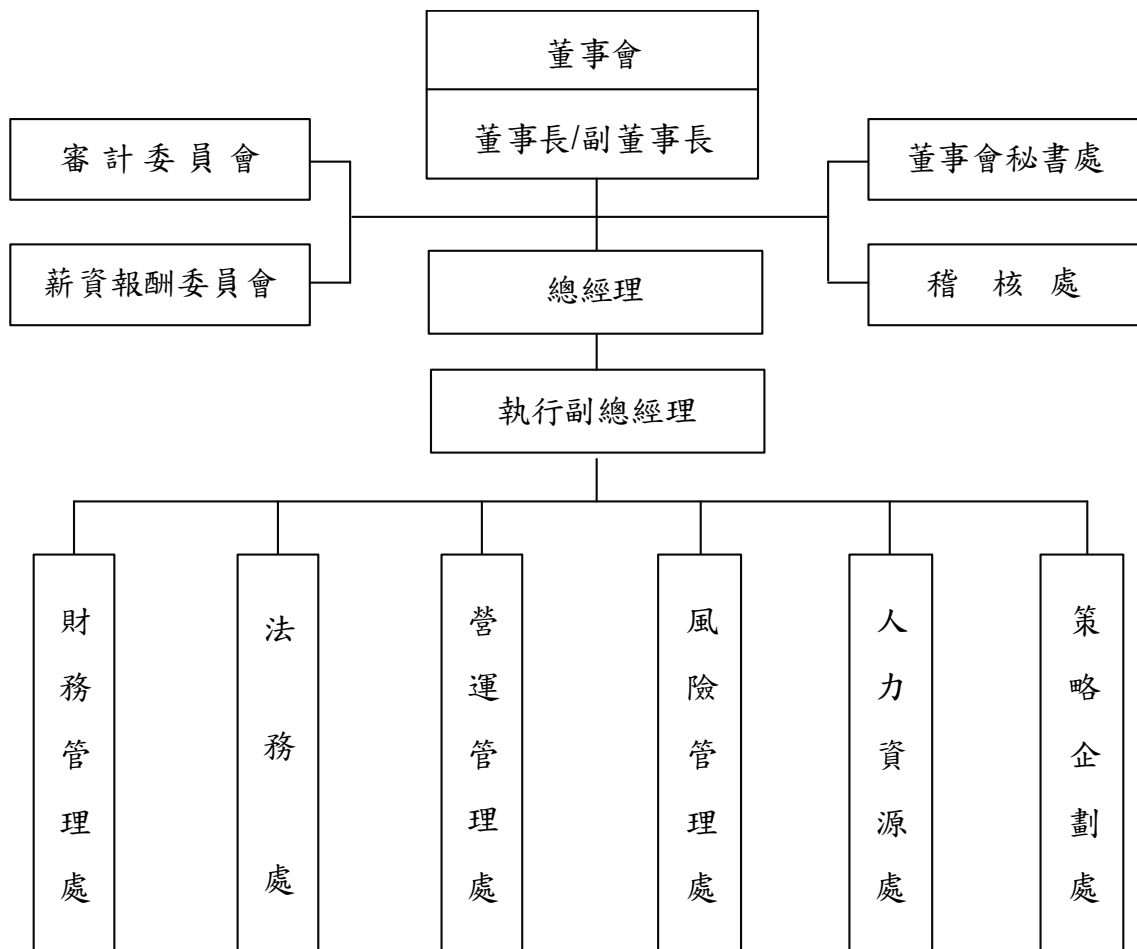 董事會
董事長/副董事長
審計委員會
董事會秘書處
薪資報酬委員會
總經理
稽核處
執行副總經理
財務管理處
法務處
營運管理處
風險管理處
人力資源處
策略企劃處